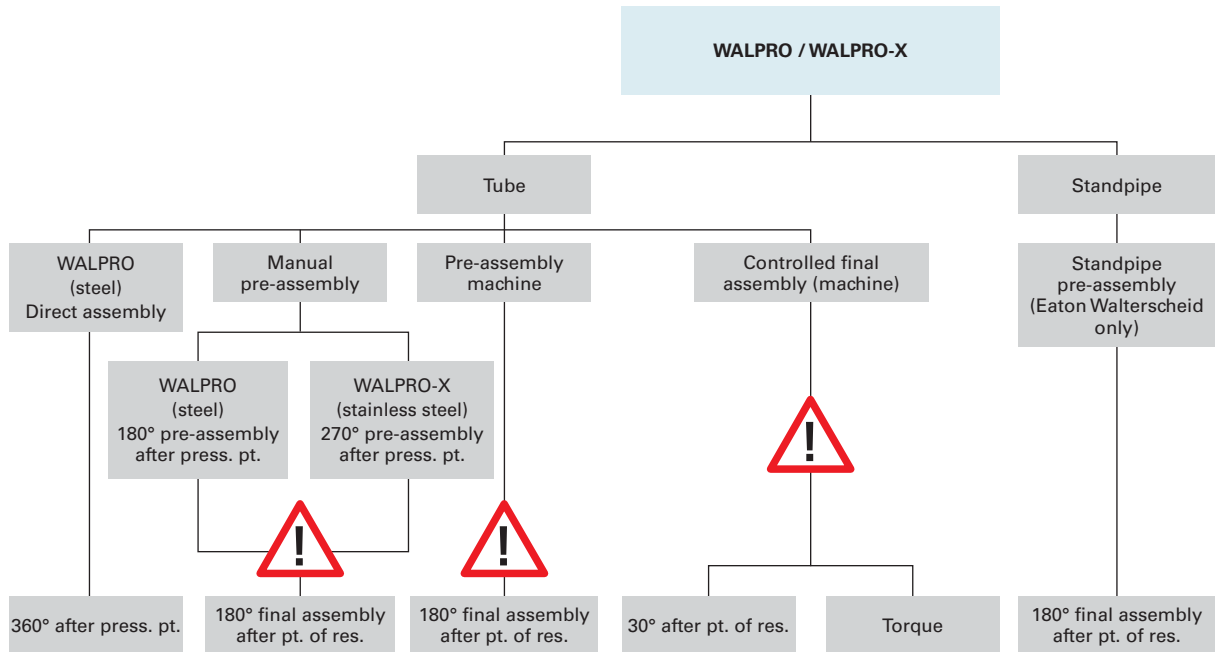 WALPRO / WALPRO-X
Tube
Standpipe
WALPRO
(steel)
Direct assembly
Manual
pre-assembly
Pre-assembly
machine
Controlled final
assembly (machine)
Standpipe
pre-assembly
(Eaton Walterscheid
only)
WALPRO
(steel)
180° pre-assembly
after press. pt.
WALPRO-X
(stainless steel)
270° pre-assembly
after press. pt.
!
!
!
360° after press. pt.
180° final assembly
after pt. of res.
180° final assembly
after pt. of res.
30° after pt. of res.
Torque
180° final assembly
after pt. of res.